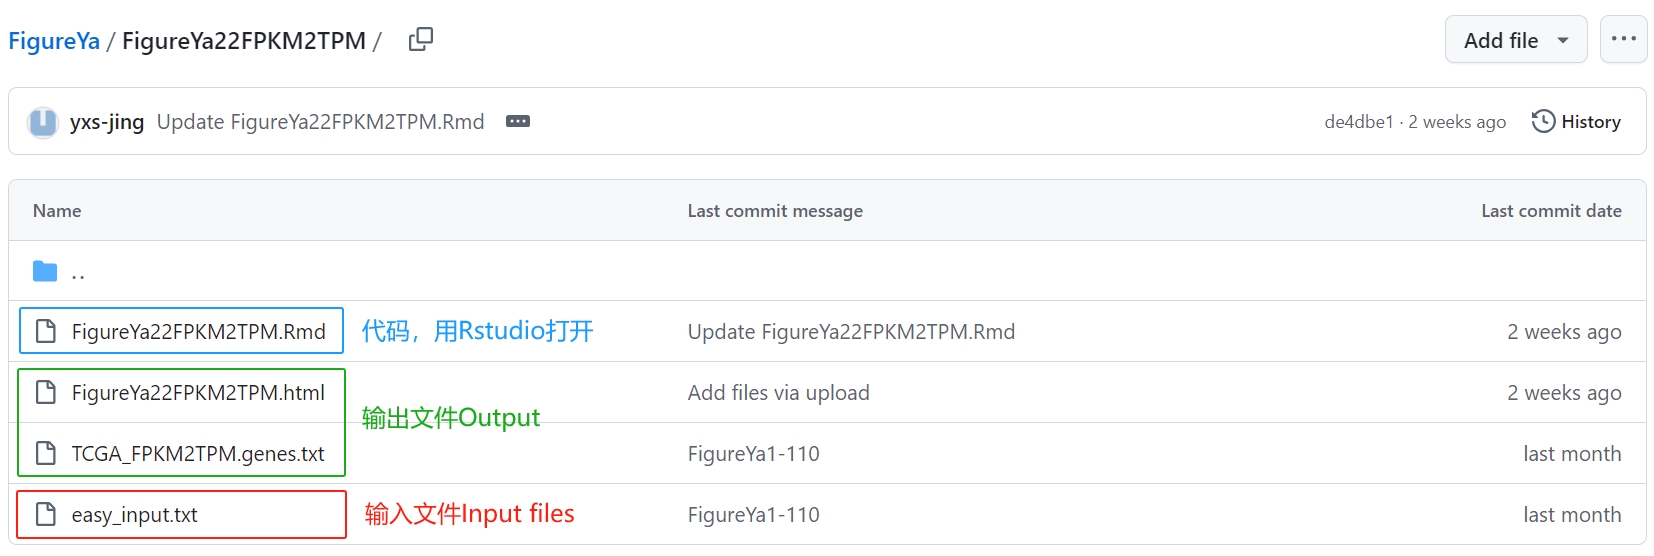 FigureYa / FigureYa22FPKM2TPM /
Add file
yxs-jing Update FigureYa22FPKM2TPM.Rmd
de4dbe1 · 2 weeks ago
History
Name Last commit message Last commit date
..
FigureYa22FPKM2TPM.Rmd 代码，用Rstudio打开 Update FigureYa22FPKM2TPM.Rmd 2 weeks ago
FigureYa22FPKM2TPM.html Add files via upload 2 weeks ago
输出文件Output
TCGA_FPKM2TPM.genes.txt FigureYa1-110 last month
easy_input.txt 输入文件Input files FigureYa1-110 last month